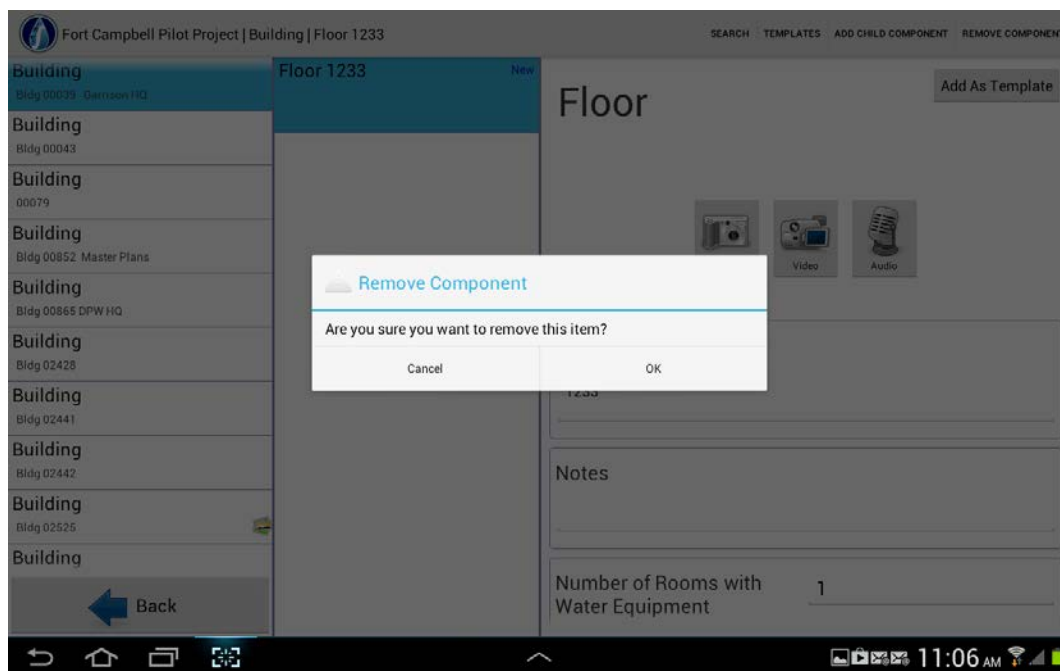 Fort Campbell Pilot Project | Building | Floor 1233
SEARCH TEMPLATES ADD CHILD COMPONENT REMOVE COMPONEN
Building
Bldg 00039 Garrison HQ
Building
Bldg 00043
Building
00079
Building
Bldg 00852 Master Plans
Building
Bldg 00865 DPW HQ
Building
Bldg 02428
Building
Bldg 02441
Building
Bldg 02442
Building
Bldg 02525
Building
Back
Floor 1233 New
Floor
Add As Template
Video
Audio
Remove Component
Are you sure you want to remove this item?
Cancel OK
1233
Notes
Number of Rooms with
Water Equipment
1
11:06 AM